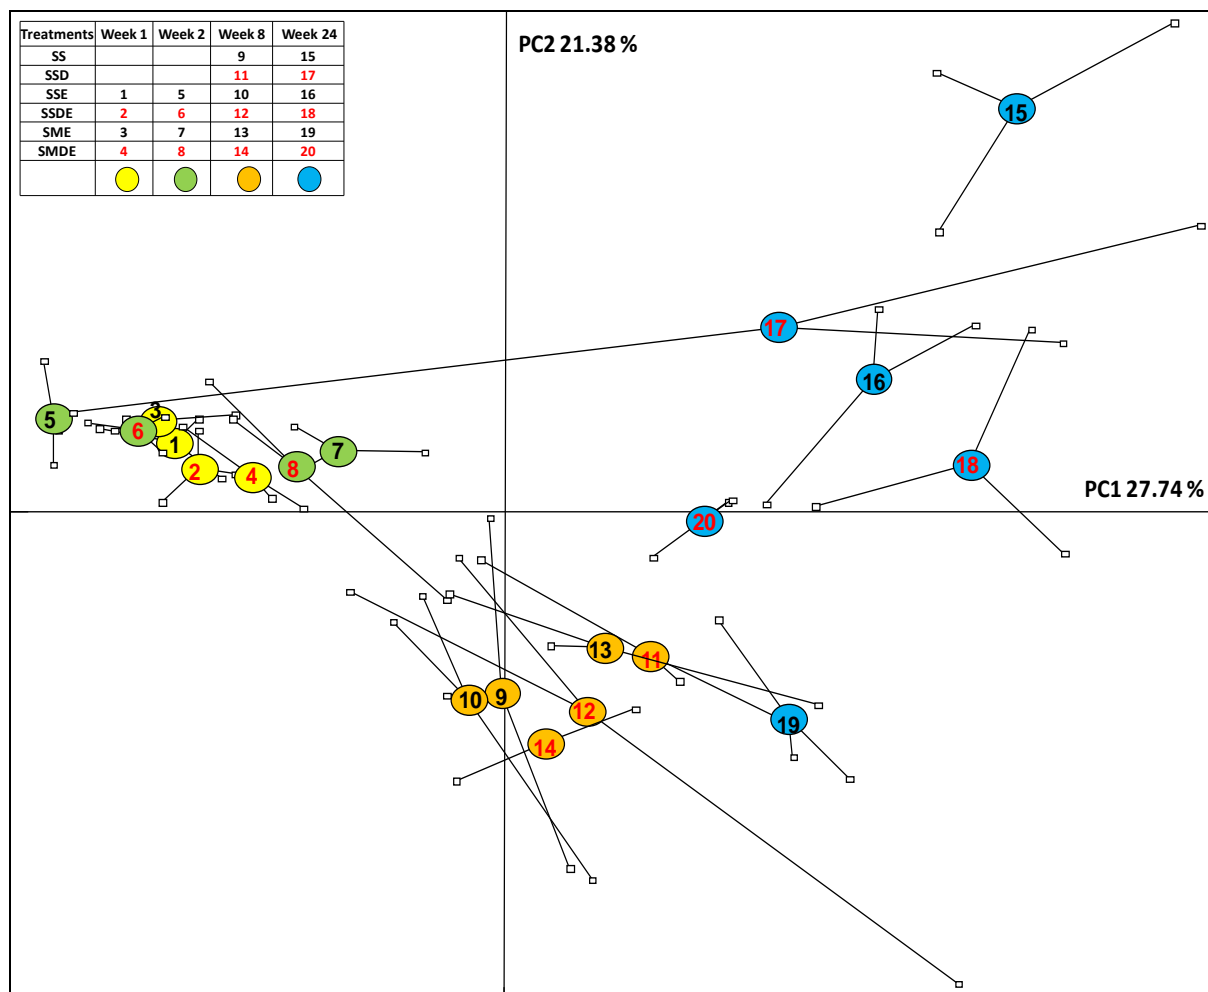 Treatments Week 1 Week 2 Week 8 Week 24
SS 9 15
SSD 11 17
SSE 1 5 10 16
SSDE 2 6 12 18
SME 3 7 13 19
SMDE 4 8 14 20
PC2 21.38 %
15
17
16
3
5
6
1
7
2
4
8
18
PC1 27.74 %
20
13
11
10
9
12
19
14